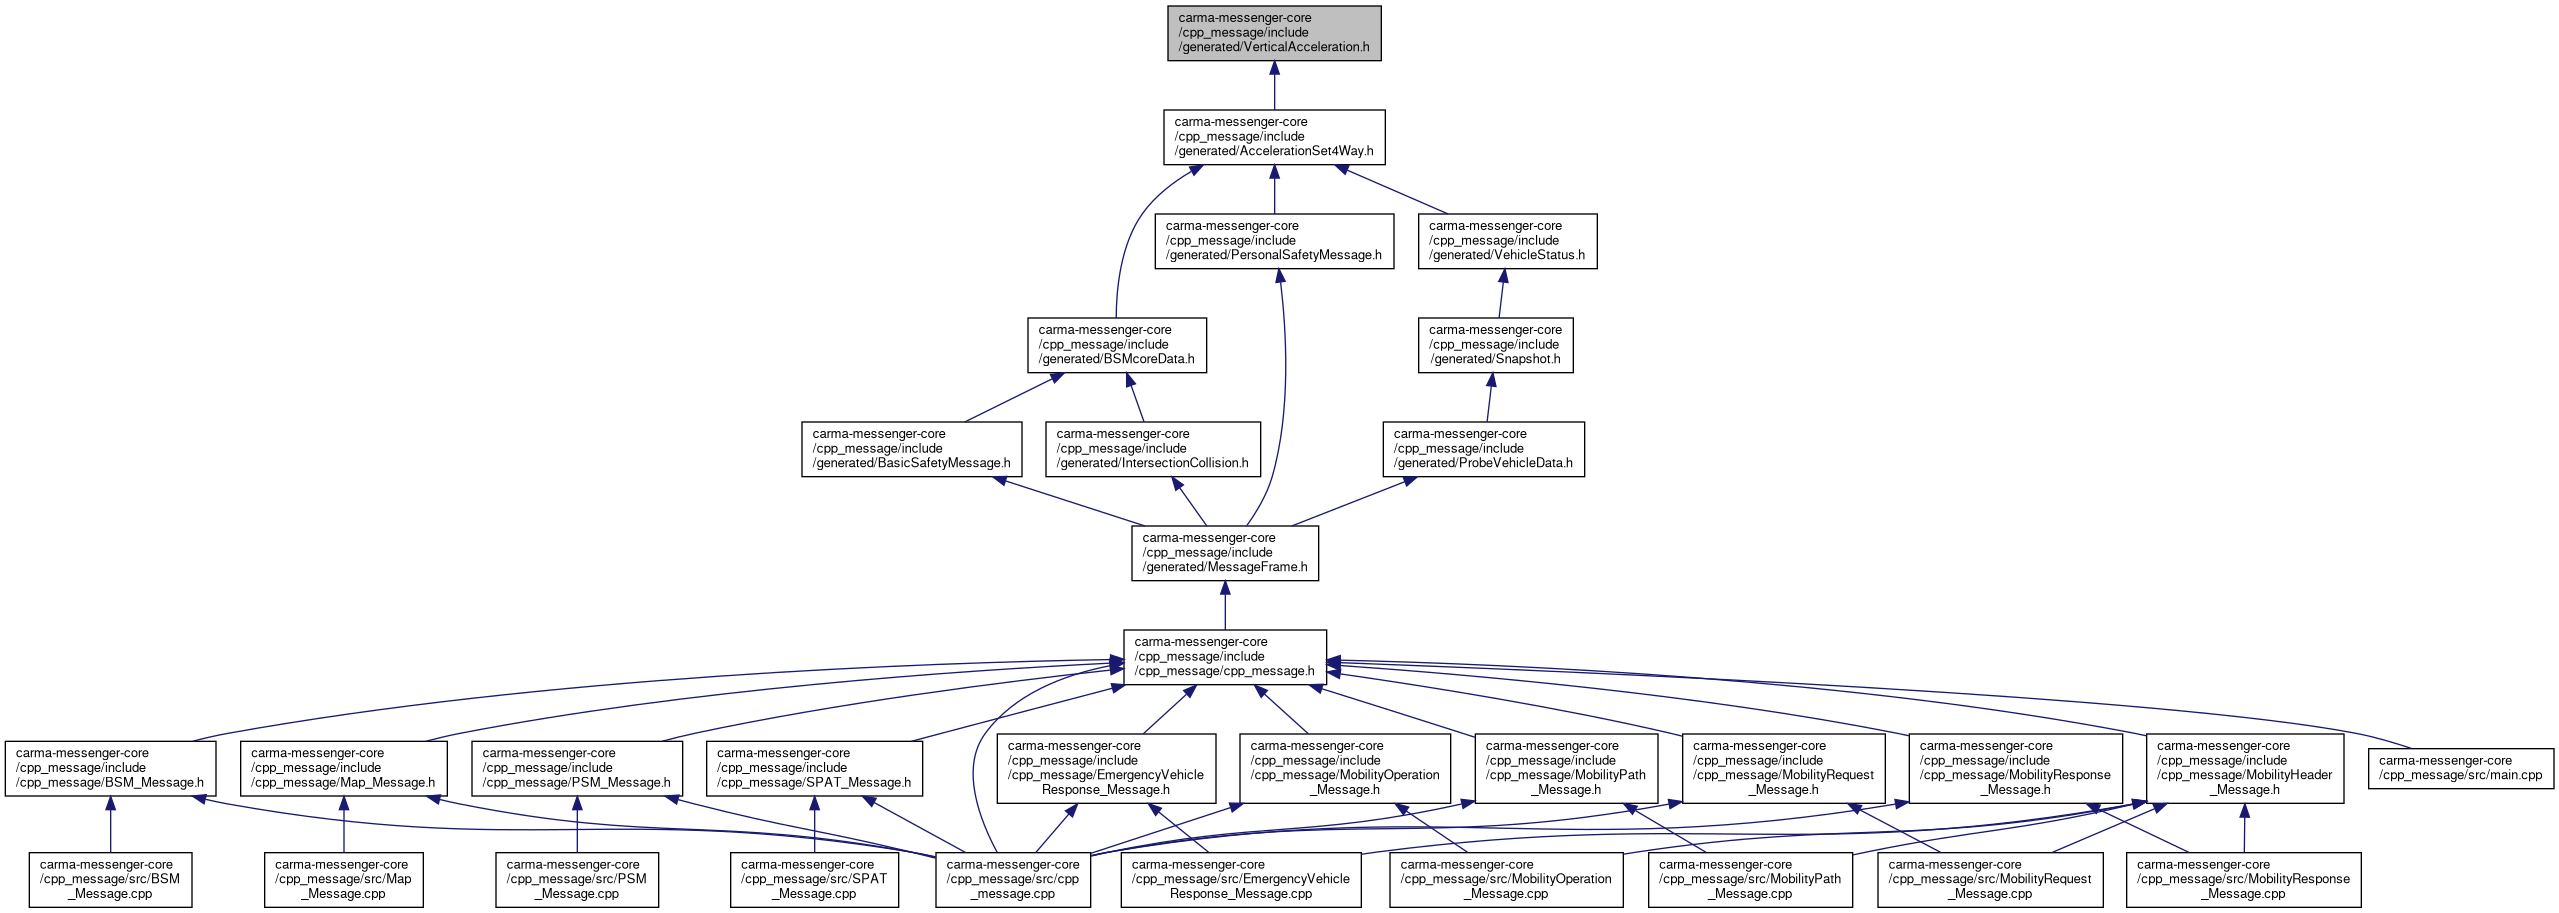 carma-messenger-core
/cpp_message/include
/generated/VerticalAcceleration.h
carma-messenger-core
/cpp_message/include
/generated/AccelerationSet4Way.h
carma-messenger-core
/cpp_message/include
/generated/PersonalSafetyMessage.h
carma-messenger-core
/cpp_message/include
/generated/VehicleStatus.h
carma-messenger-core
/cpp_message/include
/generated/BSMcoreData.h
carma-messenger-core
/cpp_message/include
/generated/Snapshot.h
carma-messenger-core
/cpp_message/include
/generated/BasicSafetyMessage.h
carma-messenger-core
/cpp_message/include
/generated/IntersectionCollision.h
carma-messenger-core
/cpp_message/include
/generated/ProbeVehicleData.h
carma-messenger-core
/cpp_message/include
/generated/MessageFrame.h
carma-messenger-core
/cpp_message/include
/cpp_message/cpp_message.h
carma-messenger-core
/cpp_message/include
/cpp_message/BSM_Message.h
carma-messenger-core
/cpp_message/include
/cpp_message/Map_Message.h
carma-messenger-core
/cpp_message/include
/cpp_message/PSM_Message.h
carma-messenger-core
/cpp_message/include
/cpp_message/SPAT_Message.h
carma-messenger-core
/cpp_message/include
/cpp_message/EmergencyVehicle
Response_Message.h
carma-messenger-core
/cpp_message/include
/cpp_message/MobilityOperation
_Message.h
carma-messenger-core
/cpp_message/include
/cpp_message/MobilityPath
_Message.h
carma-messenger-core
/cpp_message/include
/cpp_message/MobilityRequest
_Message.h
carma-messenger-core
/cpp_message/include
/cpp_message/MobilityResponse
_Message.h
carma-messenger-core
/cpp_message/include
/cpp_message/MobilityHeader
_Message.h
carma-messenger-core
/cpp_message/src/main.cpp
carma-messenger-core
/cpp_message/src/BSM
_Message.cpp
carma-messenger-core
/cpp_message/src/Map
_Message.cpp
carma-messenger-core
/cpp_message/src/PSM
_Message.cpp
carma-messenger-core
/cpp_message/src/SPAT
_Message.cpp
carma-messenger-core
/cpp_message/src/cpp
_message.cpp
carma-messenger-core
/cpp_message/src/EmergencyVehicle
Response_Message.cpp
carma-messenger-core
/cpp_message/src/MobilityOperation
_Message.cpp
carma-messenger-core
/cpp_message/src/MobilityPath
_Message.cpp
carma-messenger-core
/cpp_message/src/MobilityRequest
_Message.cpp
carma-messenger-core
/cpp_message/src/MobilityResponse
_Message.cpp